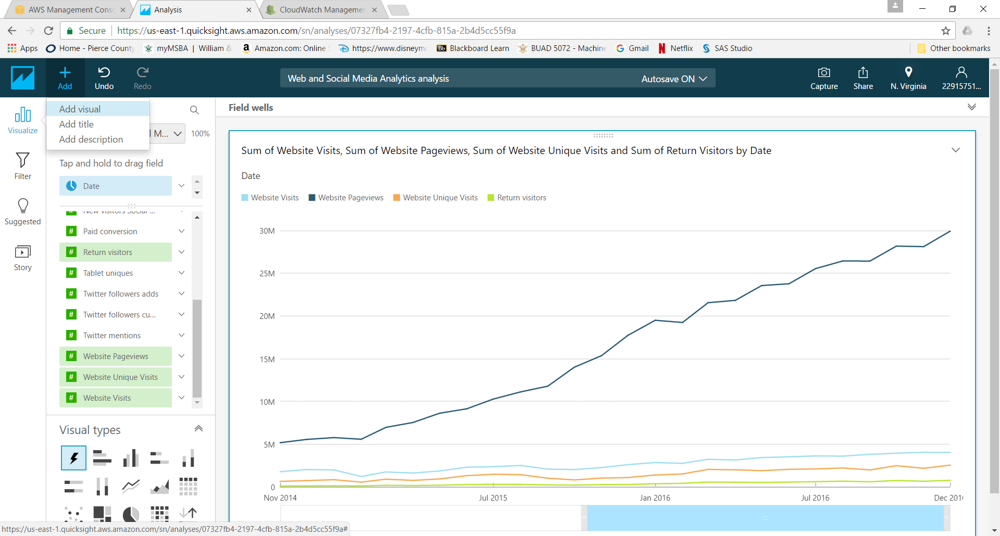 AWS Management Conso
Analysis
CloudWatch Managemen
Secure
https://us-east-1.quicksight.aws.amazon.com/sn/analyses/07327fb4-2197-4cfb-815a-2b4d5cc55f9a
Apps
Home - Pierce County
myMSBA | William &
Amazon.com: Online
https://www.disneymo
Bb Blackboard Learn
BUAD 5072 - Machine
Gmail
Netflix
SAS Studio
Other bookmarks
Add
Undo
Redo
Web and Social Media Analytics analysis
Autosave ON
Capture
Share
N. Virginia
22915751...
Add visual
Add title
Add description
Field wells
Visualize
Filter
Suggested
Story
l M...
100%
Tap and hold to drag field
Date
New visitors Social ...
# Paid conversion
# Return visitors
# Tablet uniques
# Twitter followers adds
# Twitter followers cu...
# Twitter mentions
# Website Pageviews
# Website Unique Visits
# Website Visits
Visual types
Sum of Website Visits, Sum of Website Pageviews, Sum of Website Unique Visits and Sum of Return Visitors by Date
Date
Website Visits
Website Pageviews
Website Unique Visits
Return visitors
30M
25M
20M
15M
10M
5M
0
Nov 2014
Jul 2015
Jan 2016
Jul 2016
Dec 201
https://us-east-1.quicksight.aws.amazon.com/sn/analyses/07327fb4-2197-4cfb-815a-2b4d5cc55f9a#